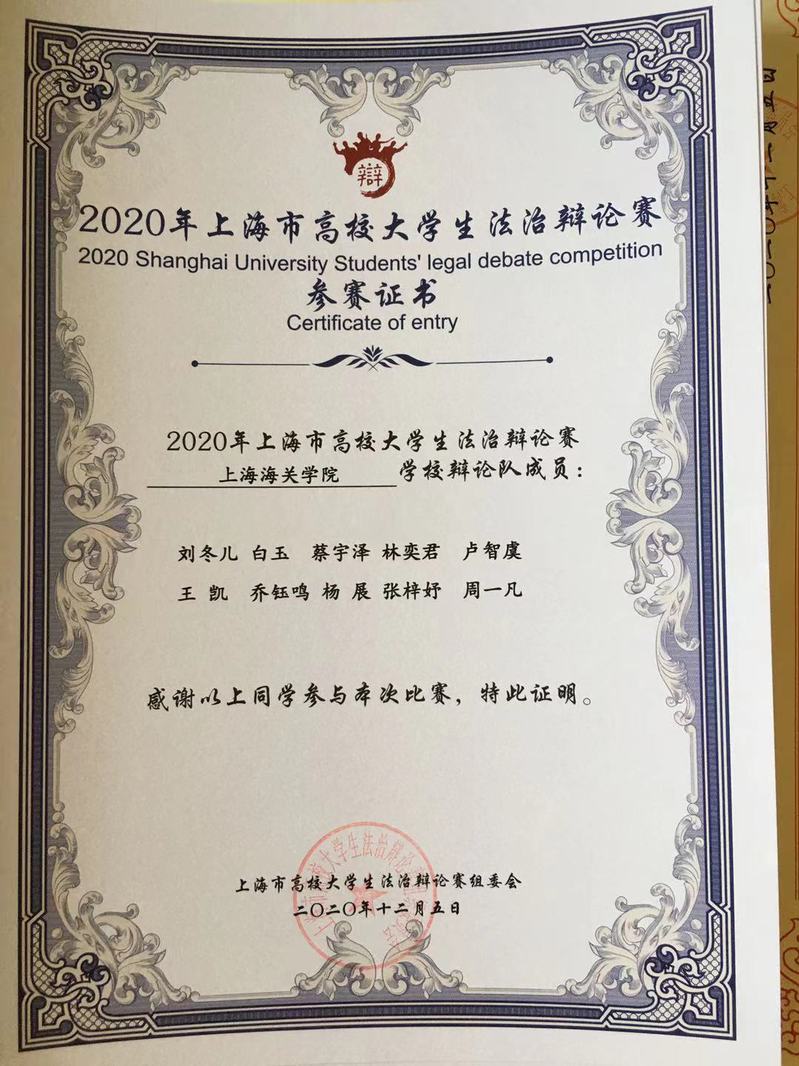 辩
2020年上海市高校大学生法治辩论赛
2020 Shanghai University Students' legal debate competition
参赛证书
Certificate of entry
2020年上海市高校大学生法治辩论赛
上海海关学院 学校辩论队成员：
刘冬儿 白玉 蔡宇泽 林奕君 卢智虞
王 凯 乔钰鸣 杨 展 张梓妤 周一凡
感谢以上同学参与本次比赛，特此证明。
上海市高校大学生法治辩论赛组委会
二〇二〇年十二月五日